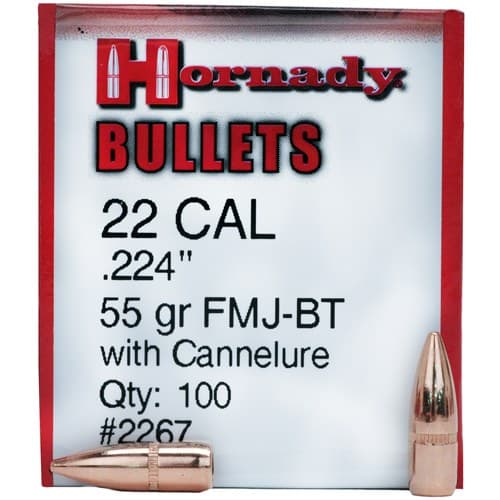 Hornady
BULLETS
22 CAL
.224"
55 gr FMJ-BT
with Cannelure
Qty: 100
#2267